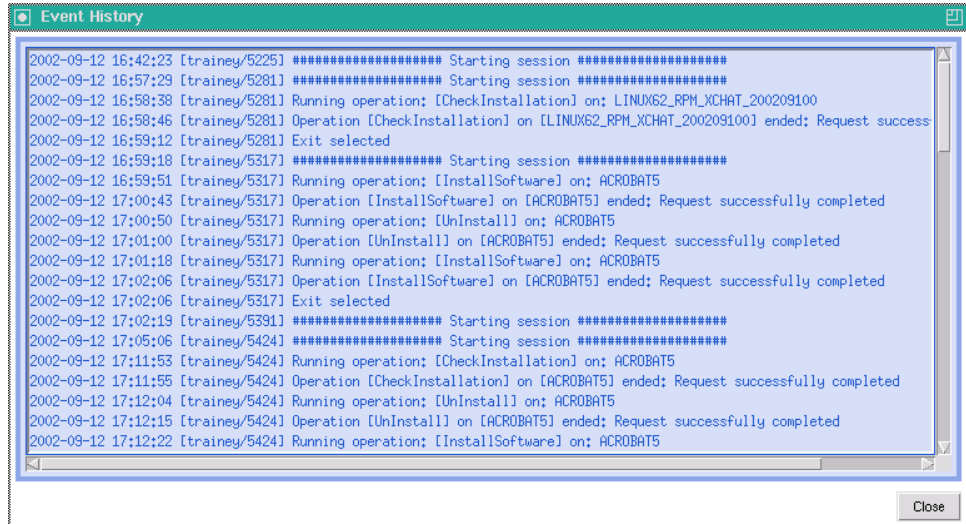 Event History
2002-09-12 16:42:23 [trainey/5225] #################### Starting session ####################
2002-09-12 16:57:29 [trainey/5281] #################### Starting session ####################
2002-09-12 16:58:38 [trainey/5281] Running operation: [CheckInstallation] on: LINUX62_RPM_XCHAT_200209100
2002-09-12 16:58:46 [trainey/5281] Operation [CheckInstallation] on [LINUX62_RPM_XCHAT_200209100] ended: Request success
2002-09-12 16:59:12 [trainey/5281] Exit selected
2002-09-12 16:59:18 [trainey/5317] #################### Starting session ####################
2002-09-12 16:59:51 [trainey/5317] Running operation: [InstallSoftware] on: ACROBAT5
2002-09-12 17:00:43 [trainey/5317] Operation [InstallSoftware] on [ACROBAT5] ended: Request successfully completed
2002-09-12 17:00:50 [trainey/5317] Running operation: [UnInstall] on: ACROBAT5
2002-09-12 17:01:00 [trainey/5317] Operation [UnInstall] on [ACROBAT5] ended: Request successfully completed
2002-09-12 17:01:18 [trainey/5317] Running operation: [InstallSoftware] on: ACROBAT5
2002-09-12 17:02:06 [trainey/5317] Operation [InstallSoftware] on [ACROBAT5] ended: Request successfully completed
2002-09-12 17:02:06 [trainey/5317] Exit selected
2002-09-12 17:02:19 [trainey/5391] #################### Starting session ####################
2002-09-12 17:05:06 [trainey/5424] #################### Starting session ####################
2002-09-12 17:11:53 [trainey/5424] Running operation: [CheckInstallation] on: ACROBAT5
2002-09-12 17:11:55 [trainey/5424] Operation [CheckInstallation] on [ACROBAT5] ended: Request successfully completed
2002-09-12 17:12:04 [trainey/5424] Running operation: [UnInstall] on: ACROBAT5
2002-09-12 17:12:15 [trainey/5424] Operation [UnInstall] on [ACROBAT5] ended: Request successfully completed
2002-09-12 17:12:22 [trainey/5424] Running operation: [InstallSoftware] on: ACROBAT5
Close